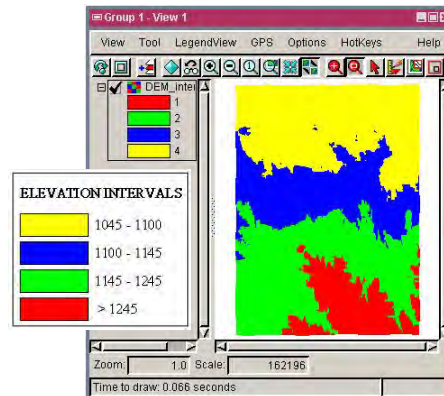 Group 1 - View 1
View Tool LegendView GPS Options HotKeys Help
DEM_inter
1
2
3
4
ELEVATION INTERVALS
1045 - 1100
1100 - 1145
1145 - 1245
> 1245
Zoom: 1.0 Scale: 162196
Time to draw: 0.066 seconds